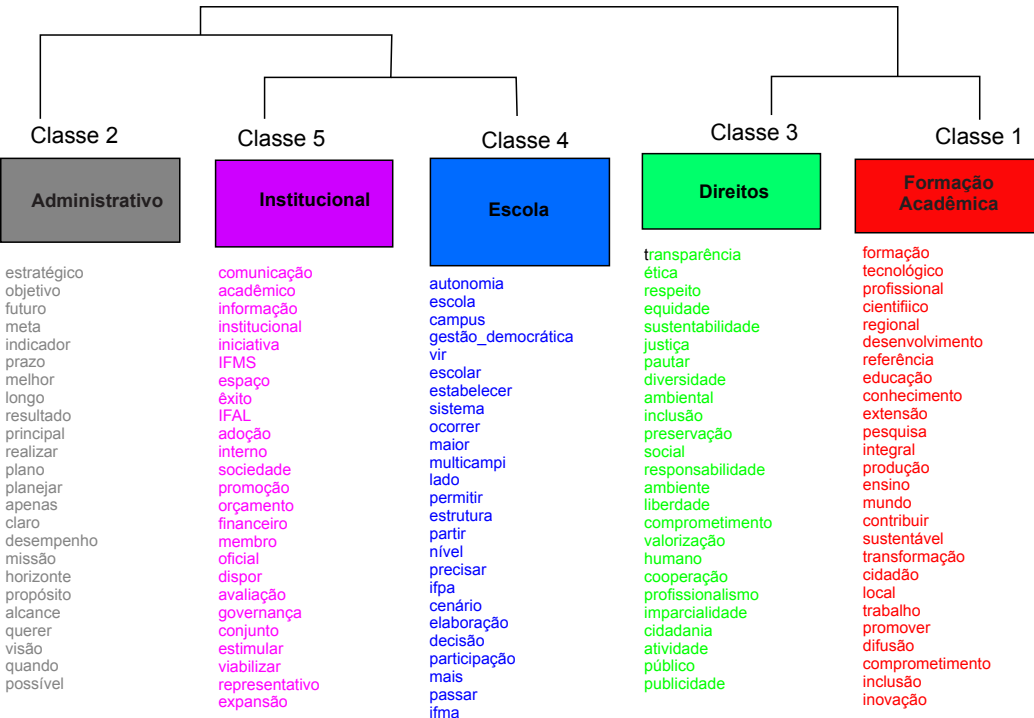 Classe 2
Administrativo
estratégico
objetivo
futuro
meta
indicador
prazo
melhor
longo
resultado
principal
realizar
plano
planejar
apenas
claro
desempenho
missão
horizonte
propósito
alcance
querer
visão
quando
possível
Classe 5
Institucional
comunicação
acadêmico
informação
institucional
iniciativa
IFMS
espaço
êxito
IFAL
adoção
interno
sociedade
promoção
orçamento
financeiro
membro
oficial
dispor
avaliação
governança
conjunto
estimular
viabilizar
representativo
expansão
Classe 4
Escola
autonomia
escola
campus
gestão_democrática
vir
escolar
estabelecer
sistema
ocorrer
maior
multicampi
lado
permitir
estrutura
partir
nível
precisar
ifpa
cenário
elaboração
decisão
participação
mais
passar
ifma
Classe 3
Direitos
transparência
ética
respeito
equidade
sustentabilidade
justiça
pautar
diversidade
ambiental
inclusão
preservação
social
responsabilidade
ambiente
liberdade
comprometimento
valorização
humano
cooperação
profissionalismo
imparcialidade
cidadania
atividade
público
publicidade
Classe 1
Formação
Acadêmica
formação
tecnológico
profissional
cientifiico
regional
desenvolvimento
referência
educação
conhecimento
extensão
pesquisa
integral
produção
ensino
mundo
contribuir
sustentável
transformação
cidadão
local
trabalho
promover
difusão
comprometimento
inclusão
inovação